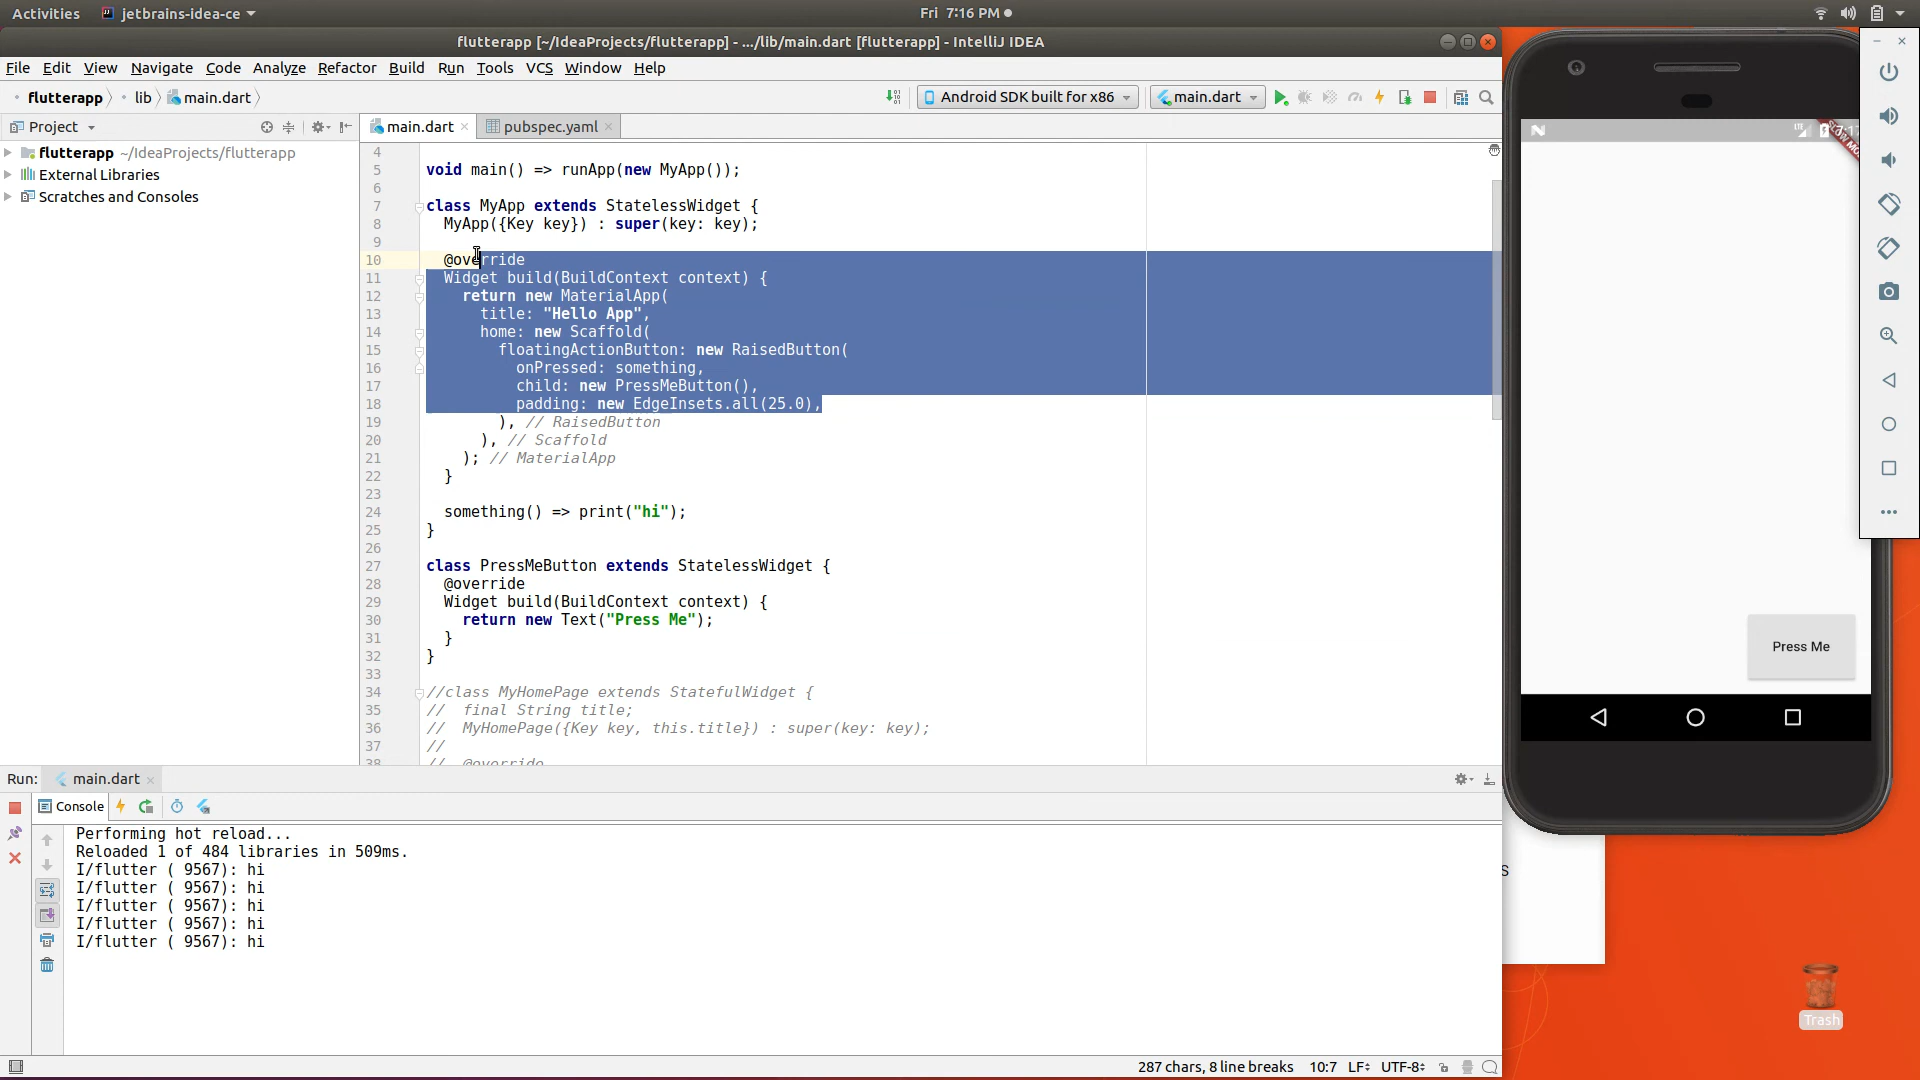 Activities jetbrains-idea-ce Fri 7:16 PM
flutterapp [~/IdeaProjects/flutterapp] - .../lib/main.dart [flutterapp] - IntelliJ IDEA
File Edit View Navigate Code Analyze Refactor Build Run Tools VCS Window Help
flutterapp lib main.dart Android SDK built for x86 main.dart
Project main.dart pubspec.yaml
flutterapp ~/IdeaProjects/flutterapp
External Libraries
Scratches and Consoles
4
5 void main() => runApp(new MyApp());
6
7 class MyApp extends StatelessWidget {
8 MyApp({Key key}) : super(key: key);
9
10 @override
11 Widget build(BuildContext context) {
12 return new MaterialApp(
13 title: "Hello App",
14 home: new Scaffold(
15 floatingActionButton: new RaisedButton(
16 onPressed: something,
17 child: new PressMeButton(),
18 padding: new EdgeInsets.all(25.0),
19 ), // RaisedButton
20 ), // Scaffold
21 ); // MaterialApp
22 }
23
24 something() => print("hi");
25 }
26
27 class PressMeButton extends StatelessWidget {
28 @override
29 Widget build(BuildContext context) {
30 return new Text("Press Me");
31 }
32 }
33
34 //class MyHomePage extends StatefulWidget {
35 // final String title;
36 // MyHomePage({Key key, this.title}) : super(key: key);
37 //
38 // @override
Run: main.dart
Console
Performing hot reload...
Reloaded 1 of 484 libraries in 509ms.
I/flutter ( 9567): hi
I/flutter ( 9567): hi
I/flutter ( 9567): hi
I/flutter ( 9567): hi
I/flutter ( 9567): hi
287 chars, 8 line breaks 10:7 LF UTF-8
Press Me
Trash